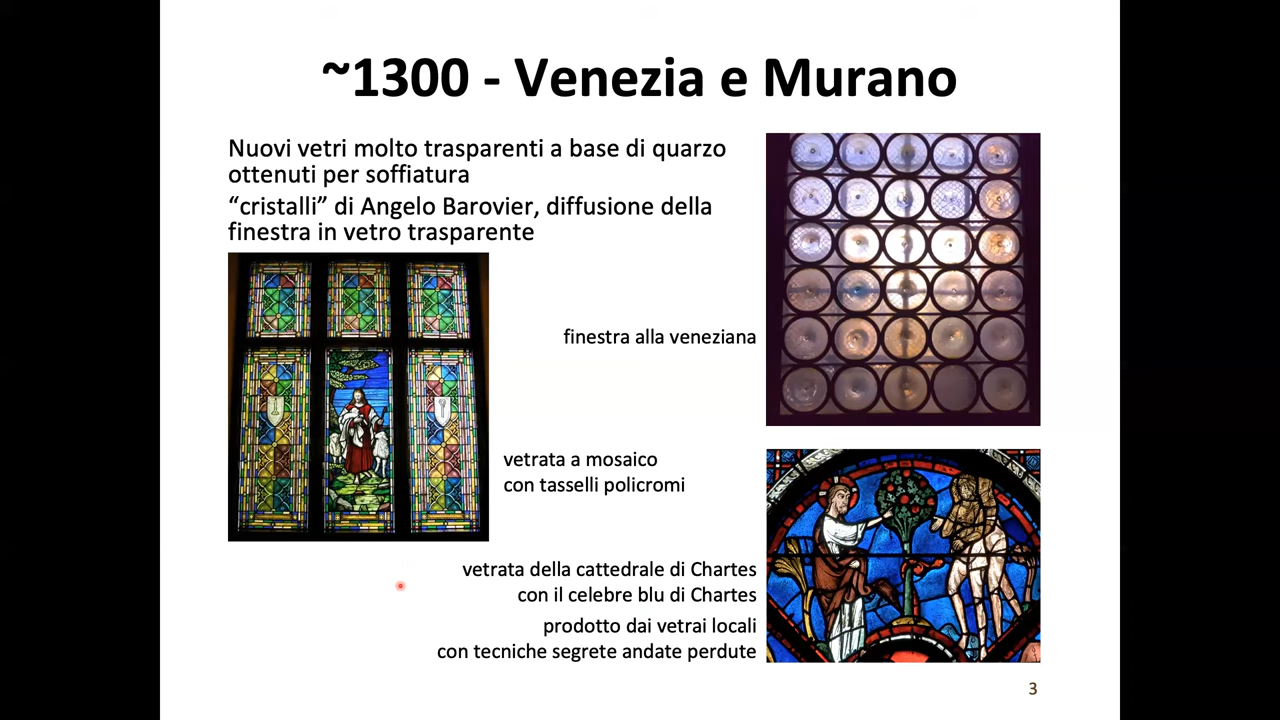 ~1300 - Venezia e Murano
Nuovi vetri molto trasparenti a base di quarzo
ottenuti per soffiatura
“cristalli” di Angelo Barovier, diffusione della
finestra in vetro trasparente
finestra alla veneziana
vetrata a mosaico
con tasselli policromi
vetrata della cattedrale di Chartes
con il celebre blu di Chartes
prodotto dai vetrai locali
con tecniche segrete andate perdute
3